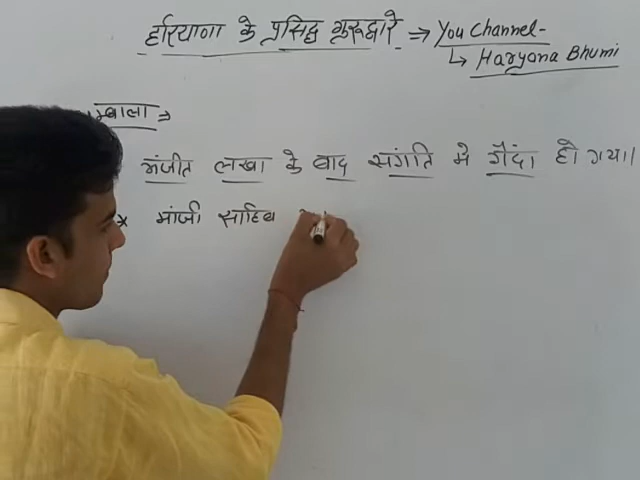 हरियाणा के प्रसिद्ध गुरूद्वारे ⇒ You Channel-
↳ Haryana Bhumi
म्बाला ⇒
मंजीत लखा के बाद संगति मे गैंदा हो गया।
* मांजी साहिब